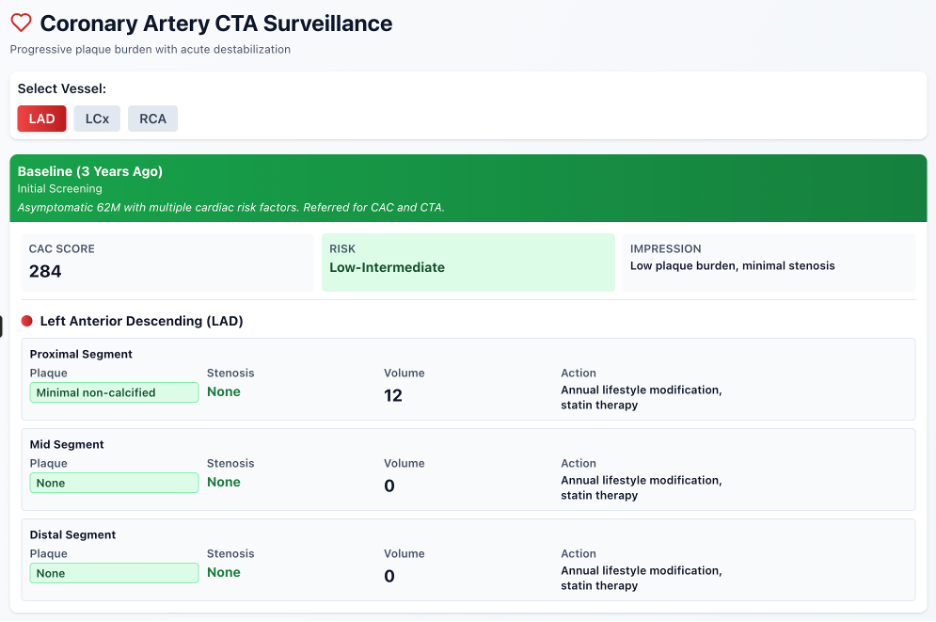 Coronary Artery CTA Surveillance
Progressive plaque burden with acute destabilization
Select Vessel:
LAD LCx RCA
Baseline (3 Years Ago)
Initial Screening
Asymptomatic 62M with multiple cardiac risk factors. Referred for CAC and CTA.
CAC SCORE
284
RISK
Low-Intermediate
IMPRESSION
Low plaque burden, minimal stenosis
Left Anterior Descending (LAD)
Proximal Segment
Plaque
Minimal non-calcified
Stenosis
None
Volume
12
Action
Annual lifestyle modification,
statin therapy
Mid Segment
Plaque
None
Stenosis
None
Volume
0
Action
Annual lifestyle modification,
statin therapy
Distal Segment
Plaque
None
Stenosis
None
Volume
0
Action
Annual lifestyle modification,
statin therapy